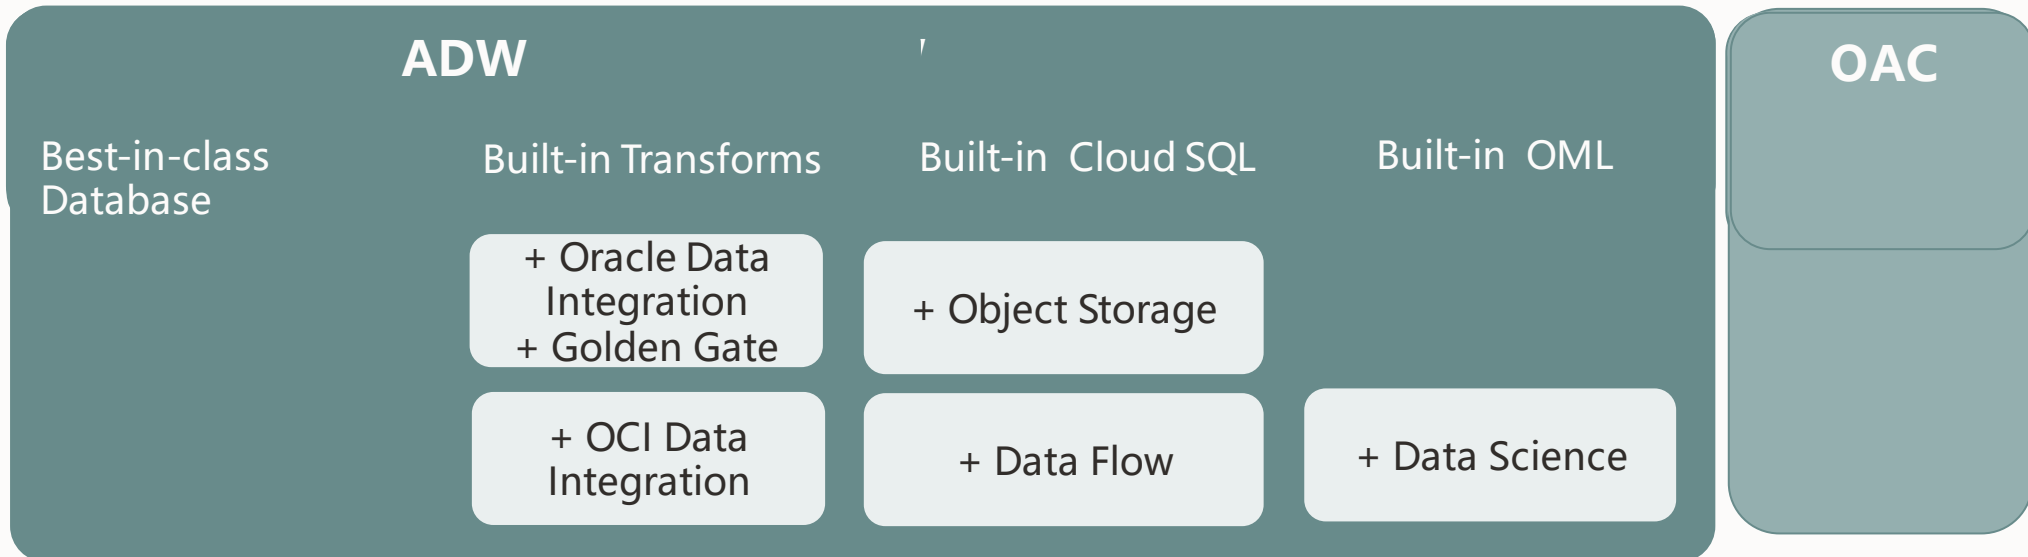 ADW
OAC
Best-in-class
Database
Built-in Transforms
Built-in Cloud SQL
Built-in OML
+ Oracle Data
Integration
+ Golden Gate
+ Object Storage
+ OCI Data
Integration
+ Data Flow
+ Data Science